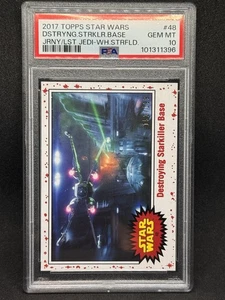 2017 TOPPS STAR WARS #48
DSTRYNG STRKLR BASE GEM MT
JRNY/LST JEDI-WH.STRFLD. 10
PSA 101311396
Destroying Starkiller Base
STAR
WARS